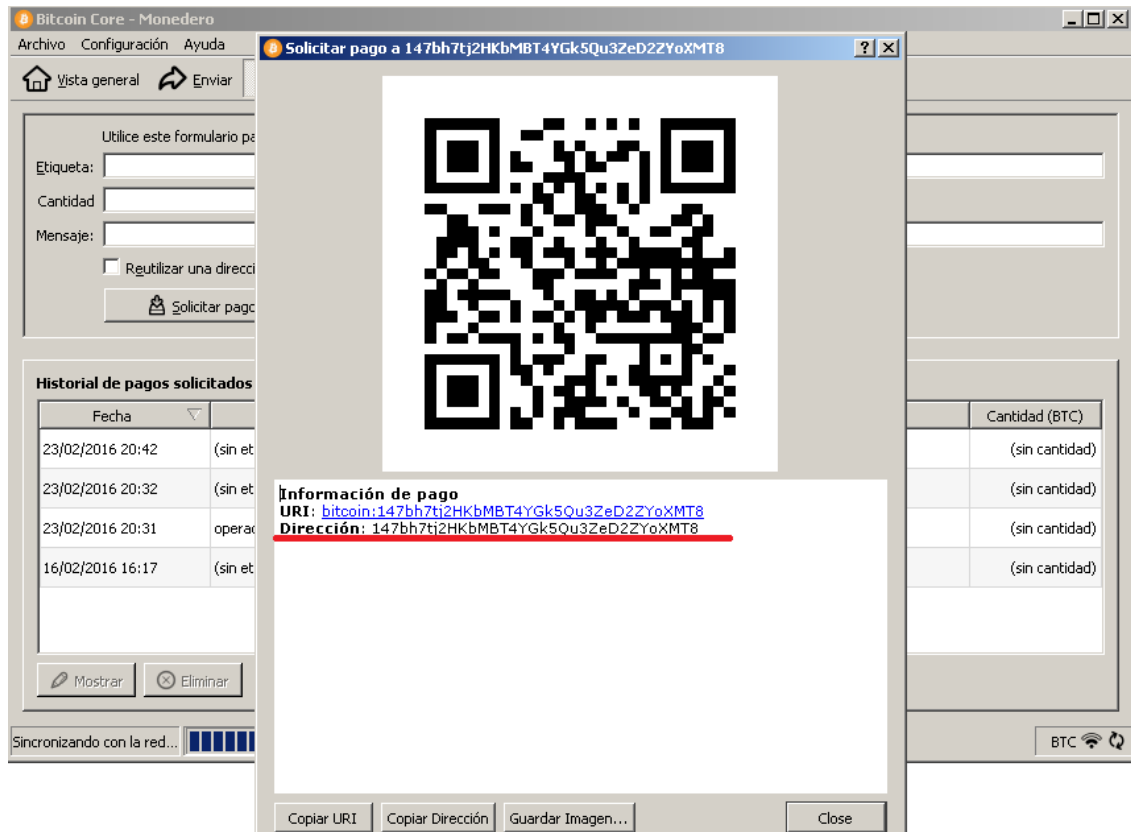 Bitcoin Core - Monedero
Archivo Configuración Ayuda
Vista general Enviar
Solicitar pago a 147bh7tj2HKbMBT4YGk5Qu3ZeD2ZYoXMT8
Utilice este formulario pa
Etiqueta:
Cantidad
Mensaje:
Reutilizar una direcci
Solicitar pago
Historial de pagos solicitados
Fecha Cantidad (BTC)
23/02/2016 20:42 (sin et (sin cantidad)
23/02/2016 20:32 (sin et (sin cantidad)
23/02/2016 20:31 operac (sin cantidad)
16/02/2016 16:17 (sin et (sin cantidad)
Mostrar Eliminar
Sincronizando con la red... BTC
Información de pago
URI: bitcoin:147bh7tj2HKbMBT4YGk5Qu3ZeD2ZYoXMT8
Dirección: 147bh7tj2HKbMBT4YGk5Qu3ZeD2ZYoXMT8
Copiar URI Copiar Dirección Guardar Imagen... Close